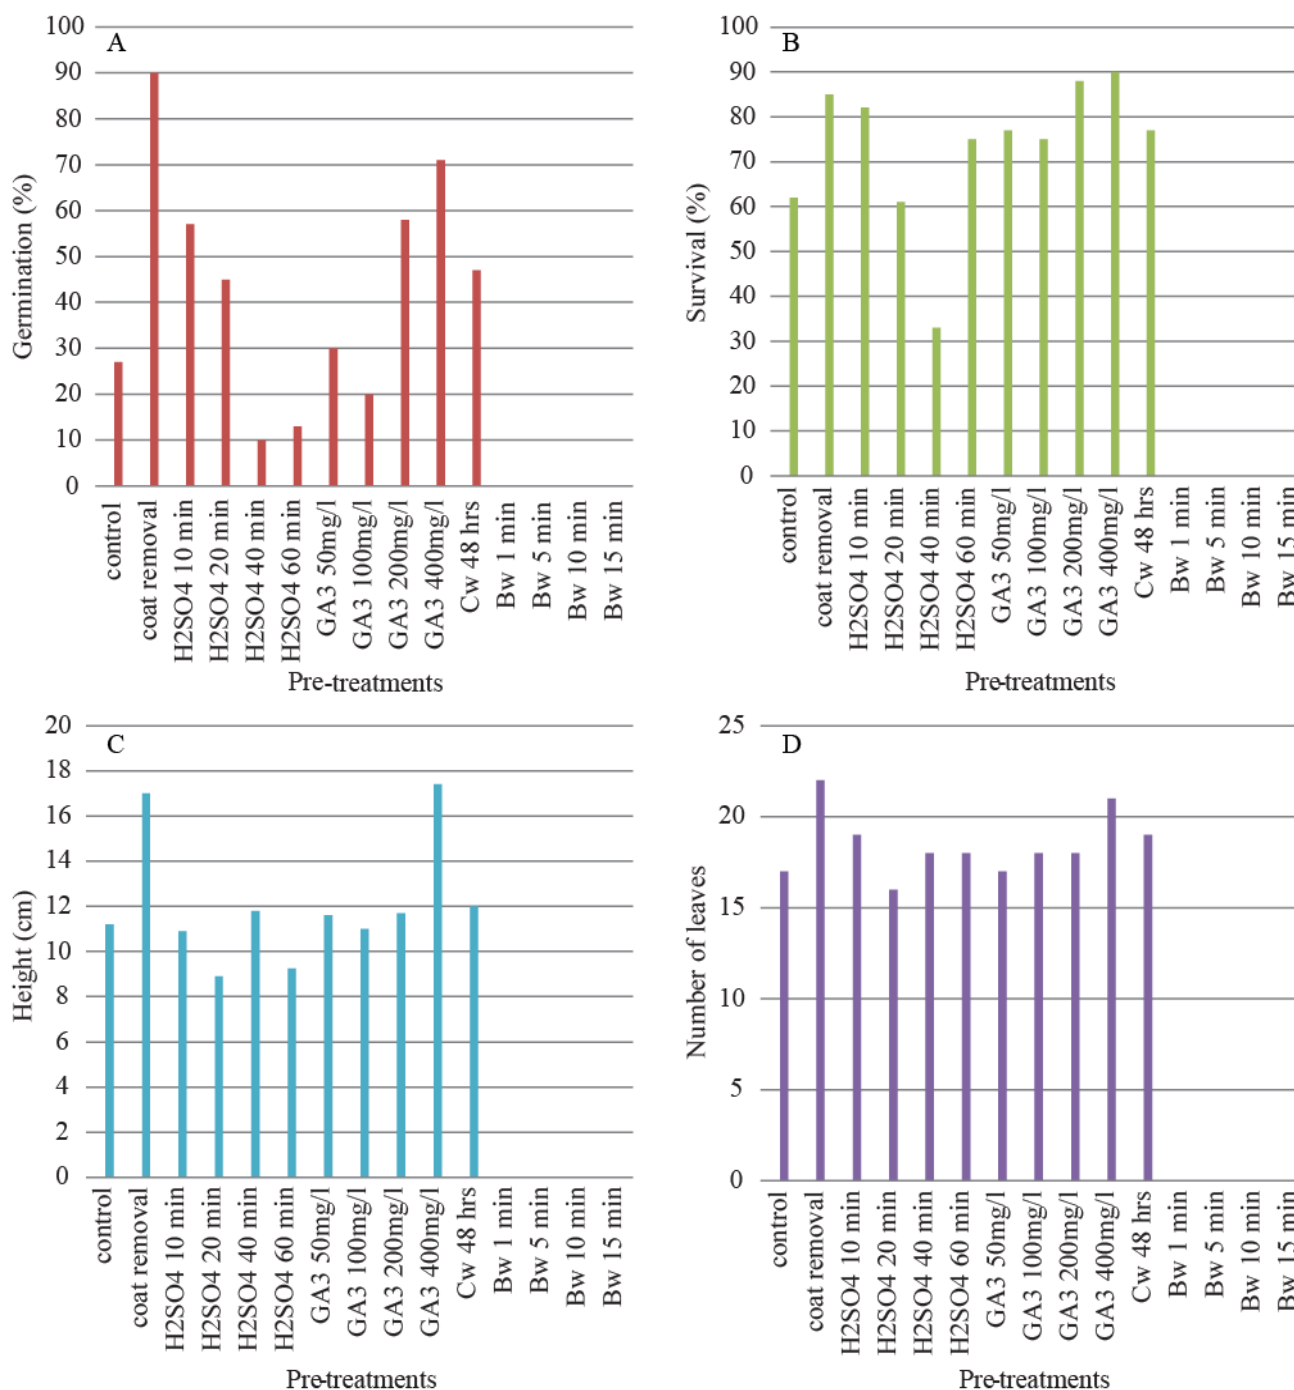 A
Germination (%)
100
90
80
70
60
50
40
30
20
10
0
control
coat removal
H2SO4 10 min
H2SO4 20 min
H2SO4 40 min
H2SO4 60 min
GA3 50mg/l
GA3 100mg/l
GA3 200mg/l
GA3 400mg/l
Cw 48 hrs
Bw 1 min
Bw 5 min
Bw 10 min
Bw 15 min
Pre-treatments
B
Survival (%)
100
90
80
70
60
50
40
30
20
10
0
control
coat removal
H2SO4 10 min
H2SO4 20 min
H2SO4 40 min
H2SO4 60 min
GA3 50mg/l
GA3 100mg/l
GA3 200mg/l
GA3 400mg/l
Cw 48 hrs
Bw 1 min
Bw 5 min
Bw 10 min
Bw 15 min
Pre-treatments
C
Height (cm)
20
18
16
14
12
10
8
6
4
2
0
control
coat removal
H2SO4 10 min
H2SO4 20 min
H2SO4 40 min
H2SO4 60 min
GA3 50mg/l
GA3 100mg/l
GA3 200mg/l
GA3 400mg/l
Cw 48 hrs
Bw 1 min
Bw 5 min
Bw 10 min
Bw 15 min
Pre-treatments
D
Number of leaves
25
20
15
10
5
0
control
coat removal
H2SO4 10 min
H2SO4 20 min
H2SO4 40 min
H2SO4 60 min
GA3 50mg/l
GA3 100mg/l
GA3 200mg/l
GA3 400mg/l
Cw 48 hrs
Bw 1 min
Bw 5 min
Bw 10 min
Bw 15 min
Pre-treatments